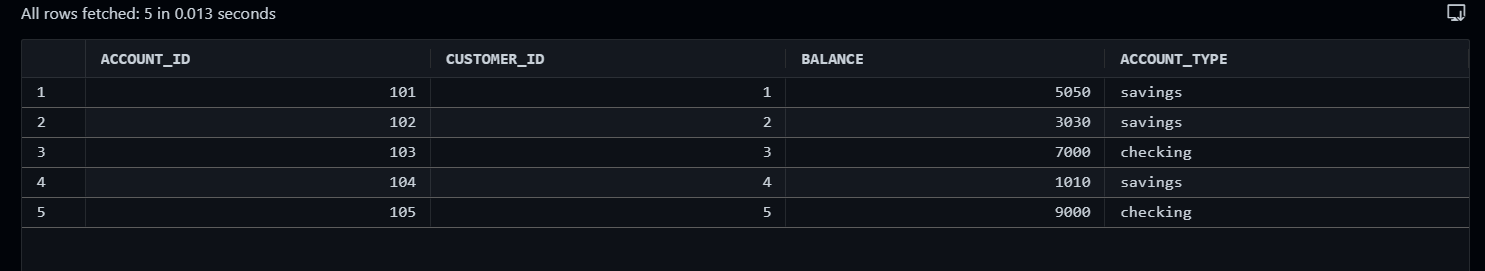 All rows fetched: 5 in 0.013 seconds
ACCOUNT_ID CUSTOMER_ID BALANCE ACCOUNT_TYPE
1 101 1 5050 savings
2 102 2 3030 savings
3 103 3 7000 checking
4 104 4 1010 savings
5 105 5 9000 checking